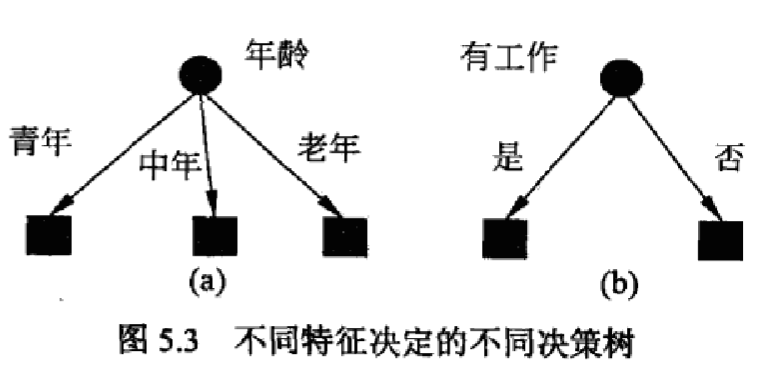 年龄
青年
中年
老年
(a)
有工作
是
否
(b)
图 5.3 不同特征决定的不同决策树